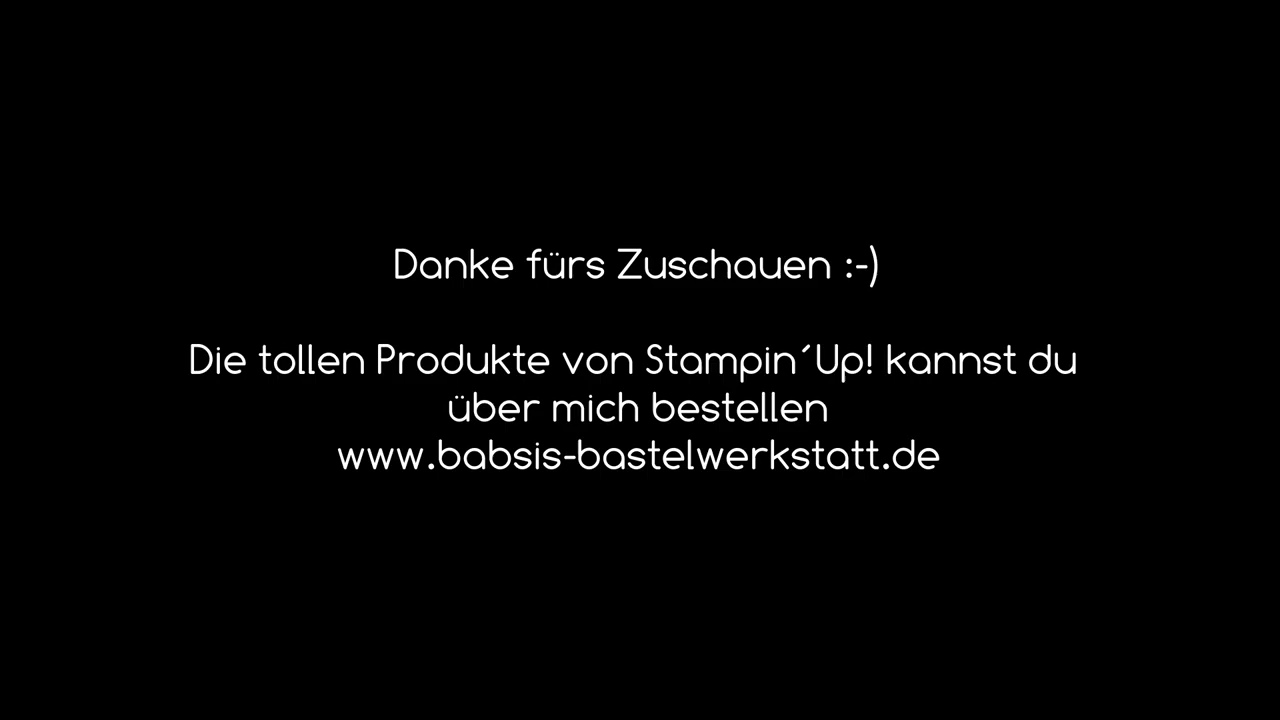 Danke fürs Zuschauen :-)
Die tollen Produkte von Stampin´Up! kannst du
über mich bestellen
www.babsis-bastelwerkstatt.de